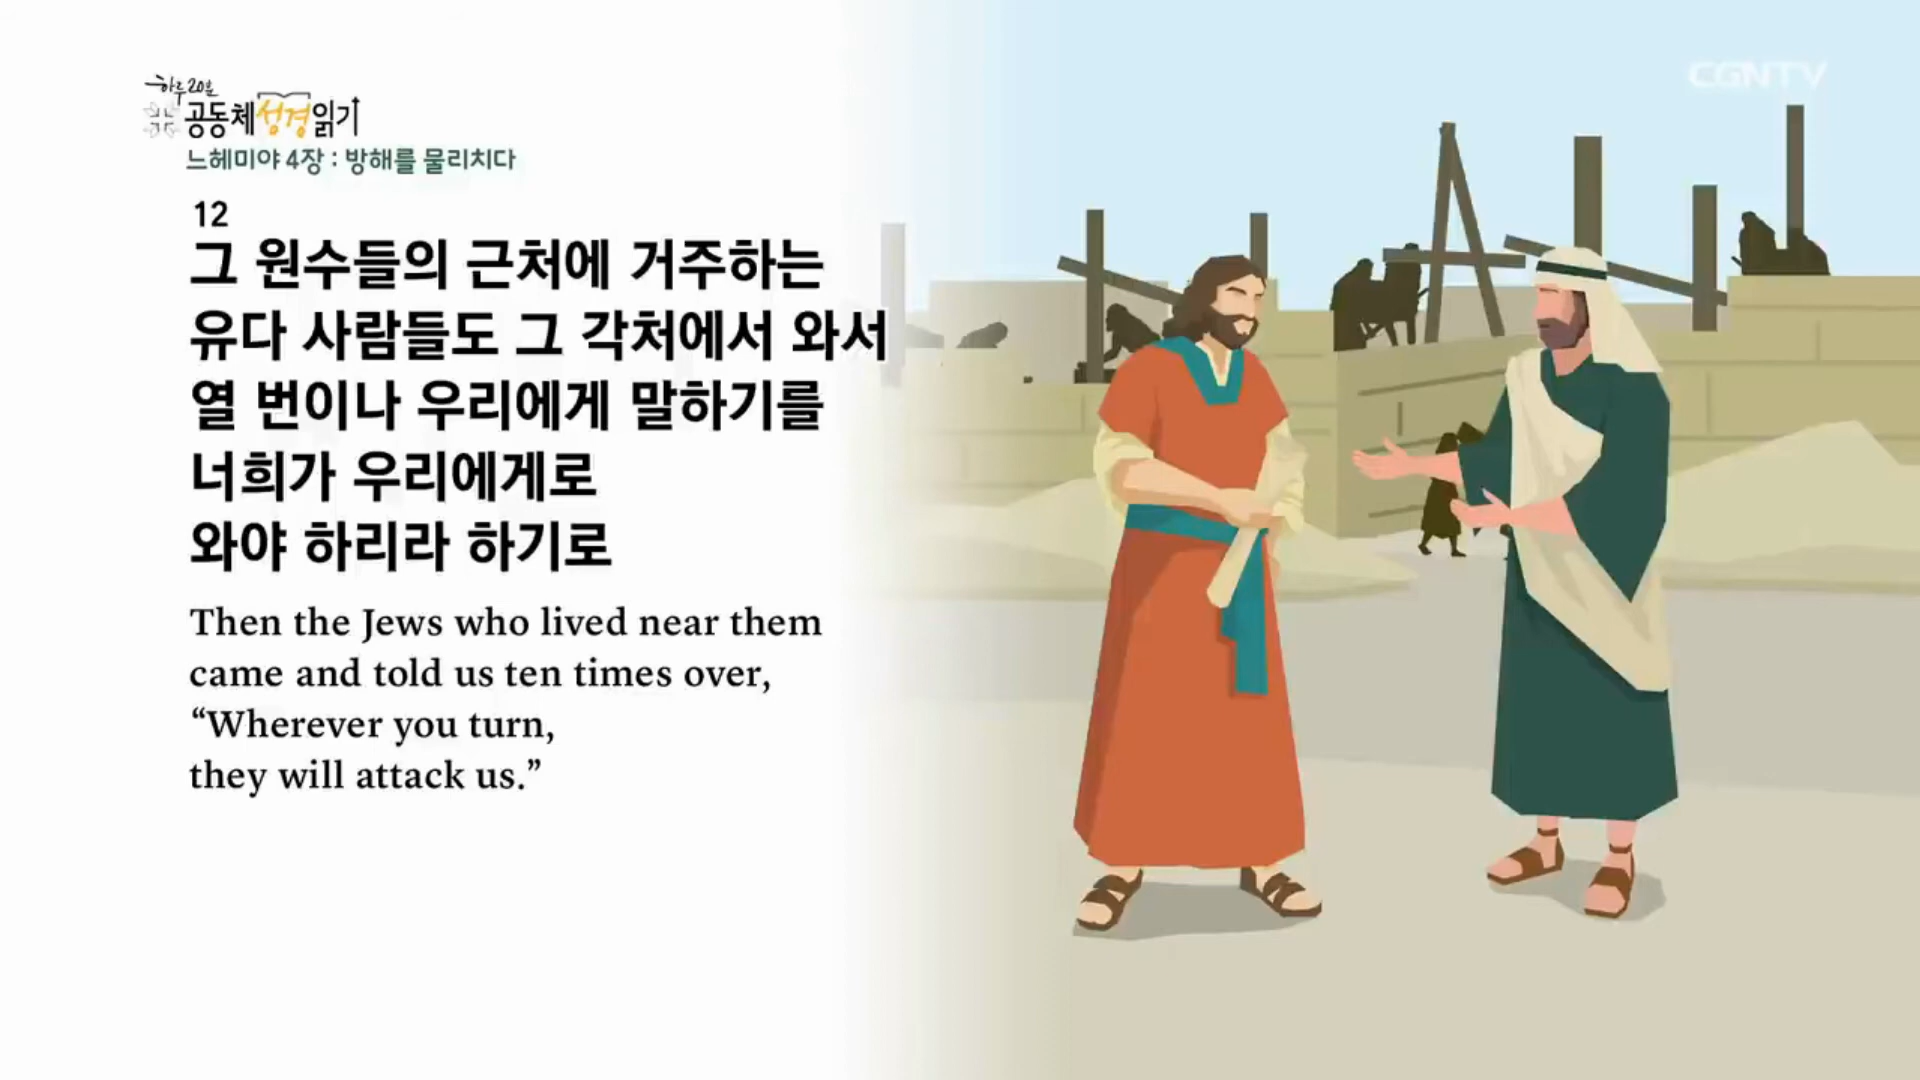 하루 20분
공동체성경읽기
CGNTV
느헤미야 4장 : 방해를 물리치다
12
그 원수들의 근처에 거주하는
유다 사람들도 그 각처에서 와서
열 번이나 우리에게 말하기를
너희가 우리에게로
와야 하리라 하기로
Then the Jews who lived near them
came and told us ten times over,
“Wherever you turn,
they will attack us.”